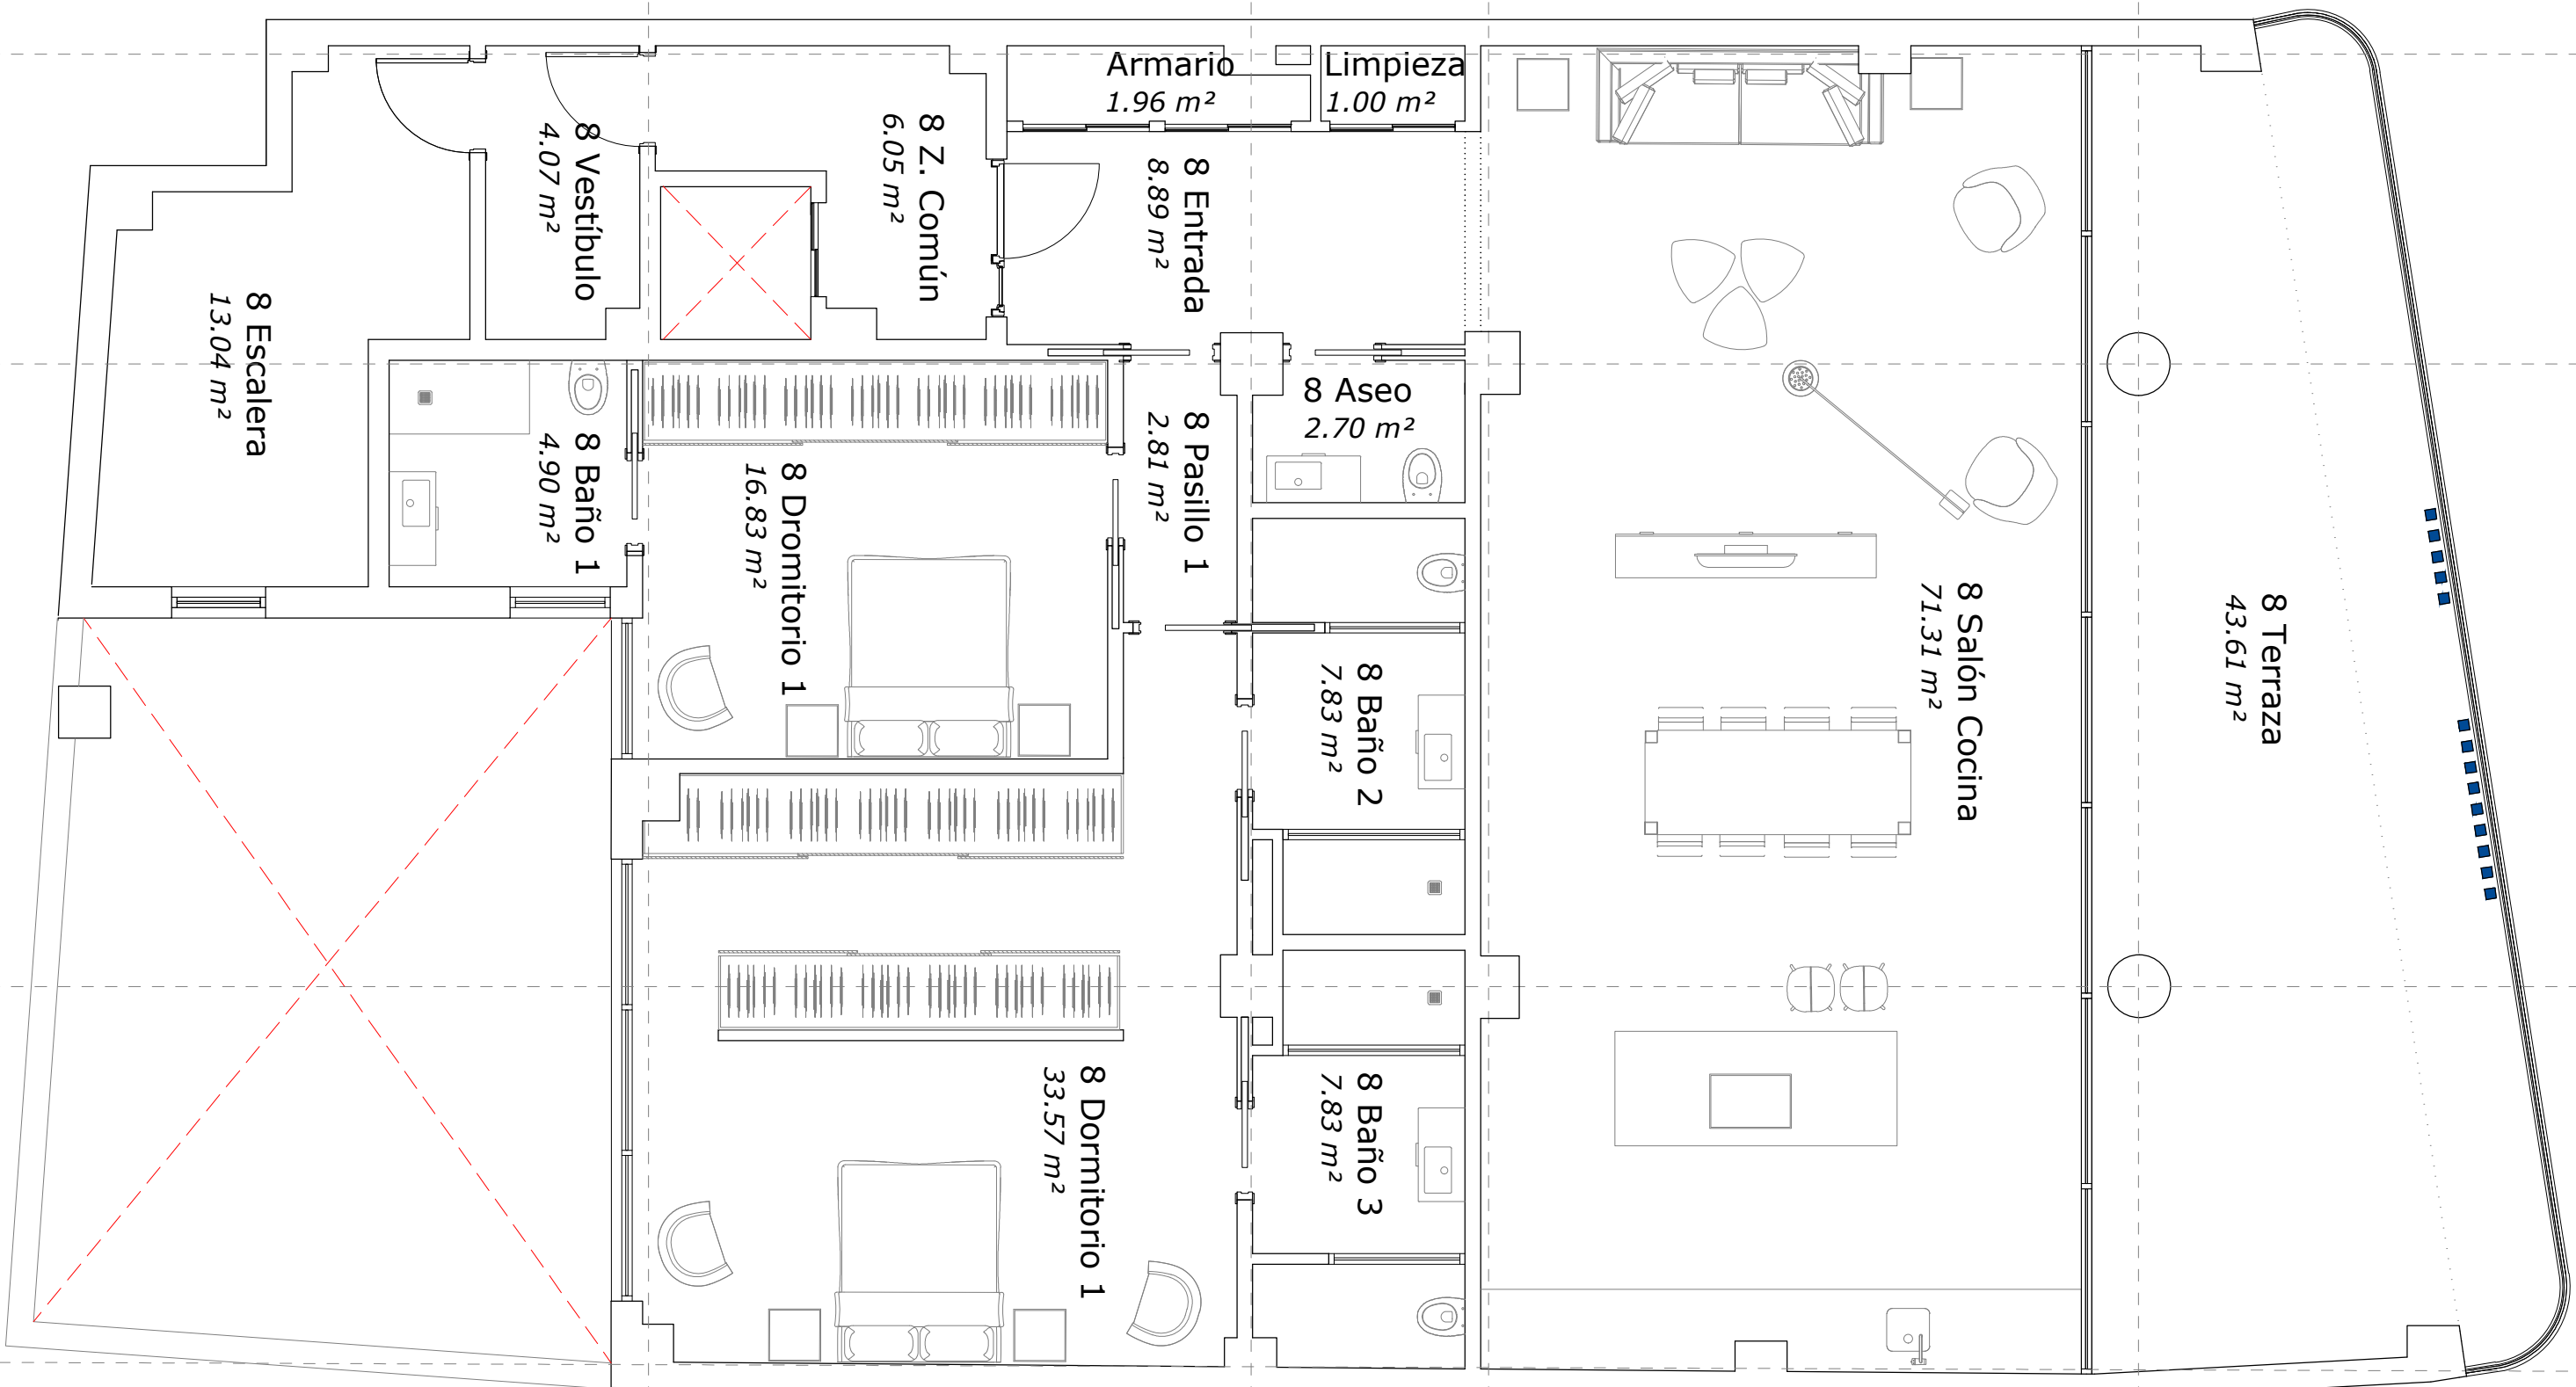 Armario
1.96 m²
Limpieza
1.00 m²
8 Vestíbulo
4.07 m²
8 Z. Común
6.05 m²
8 Entrada
8.89 m²
8 Escalera
13.04 m²
8 Baño 1
4.90 m²
8 Dromitorio 1
16.83 m²
8 Pasillo 1
2.81 m²
8 Aseo
2.70 m²
8 Baño 2
7.83 m²
8 Salón Cocina
71.31 m²
8 Terraza
43.61 m²
8 Dormitorio 1
33.57 m²
8 Baño 3
7.83 m²